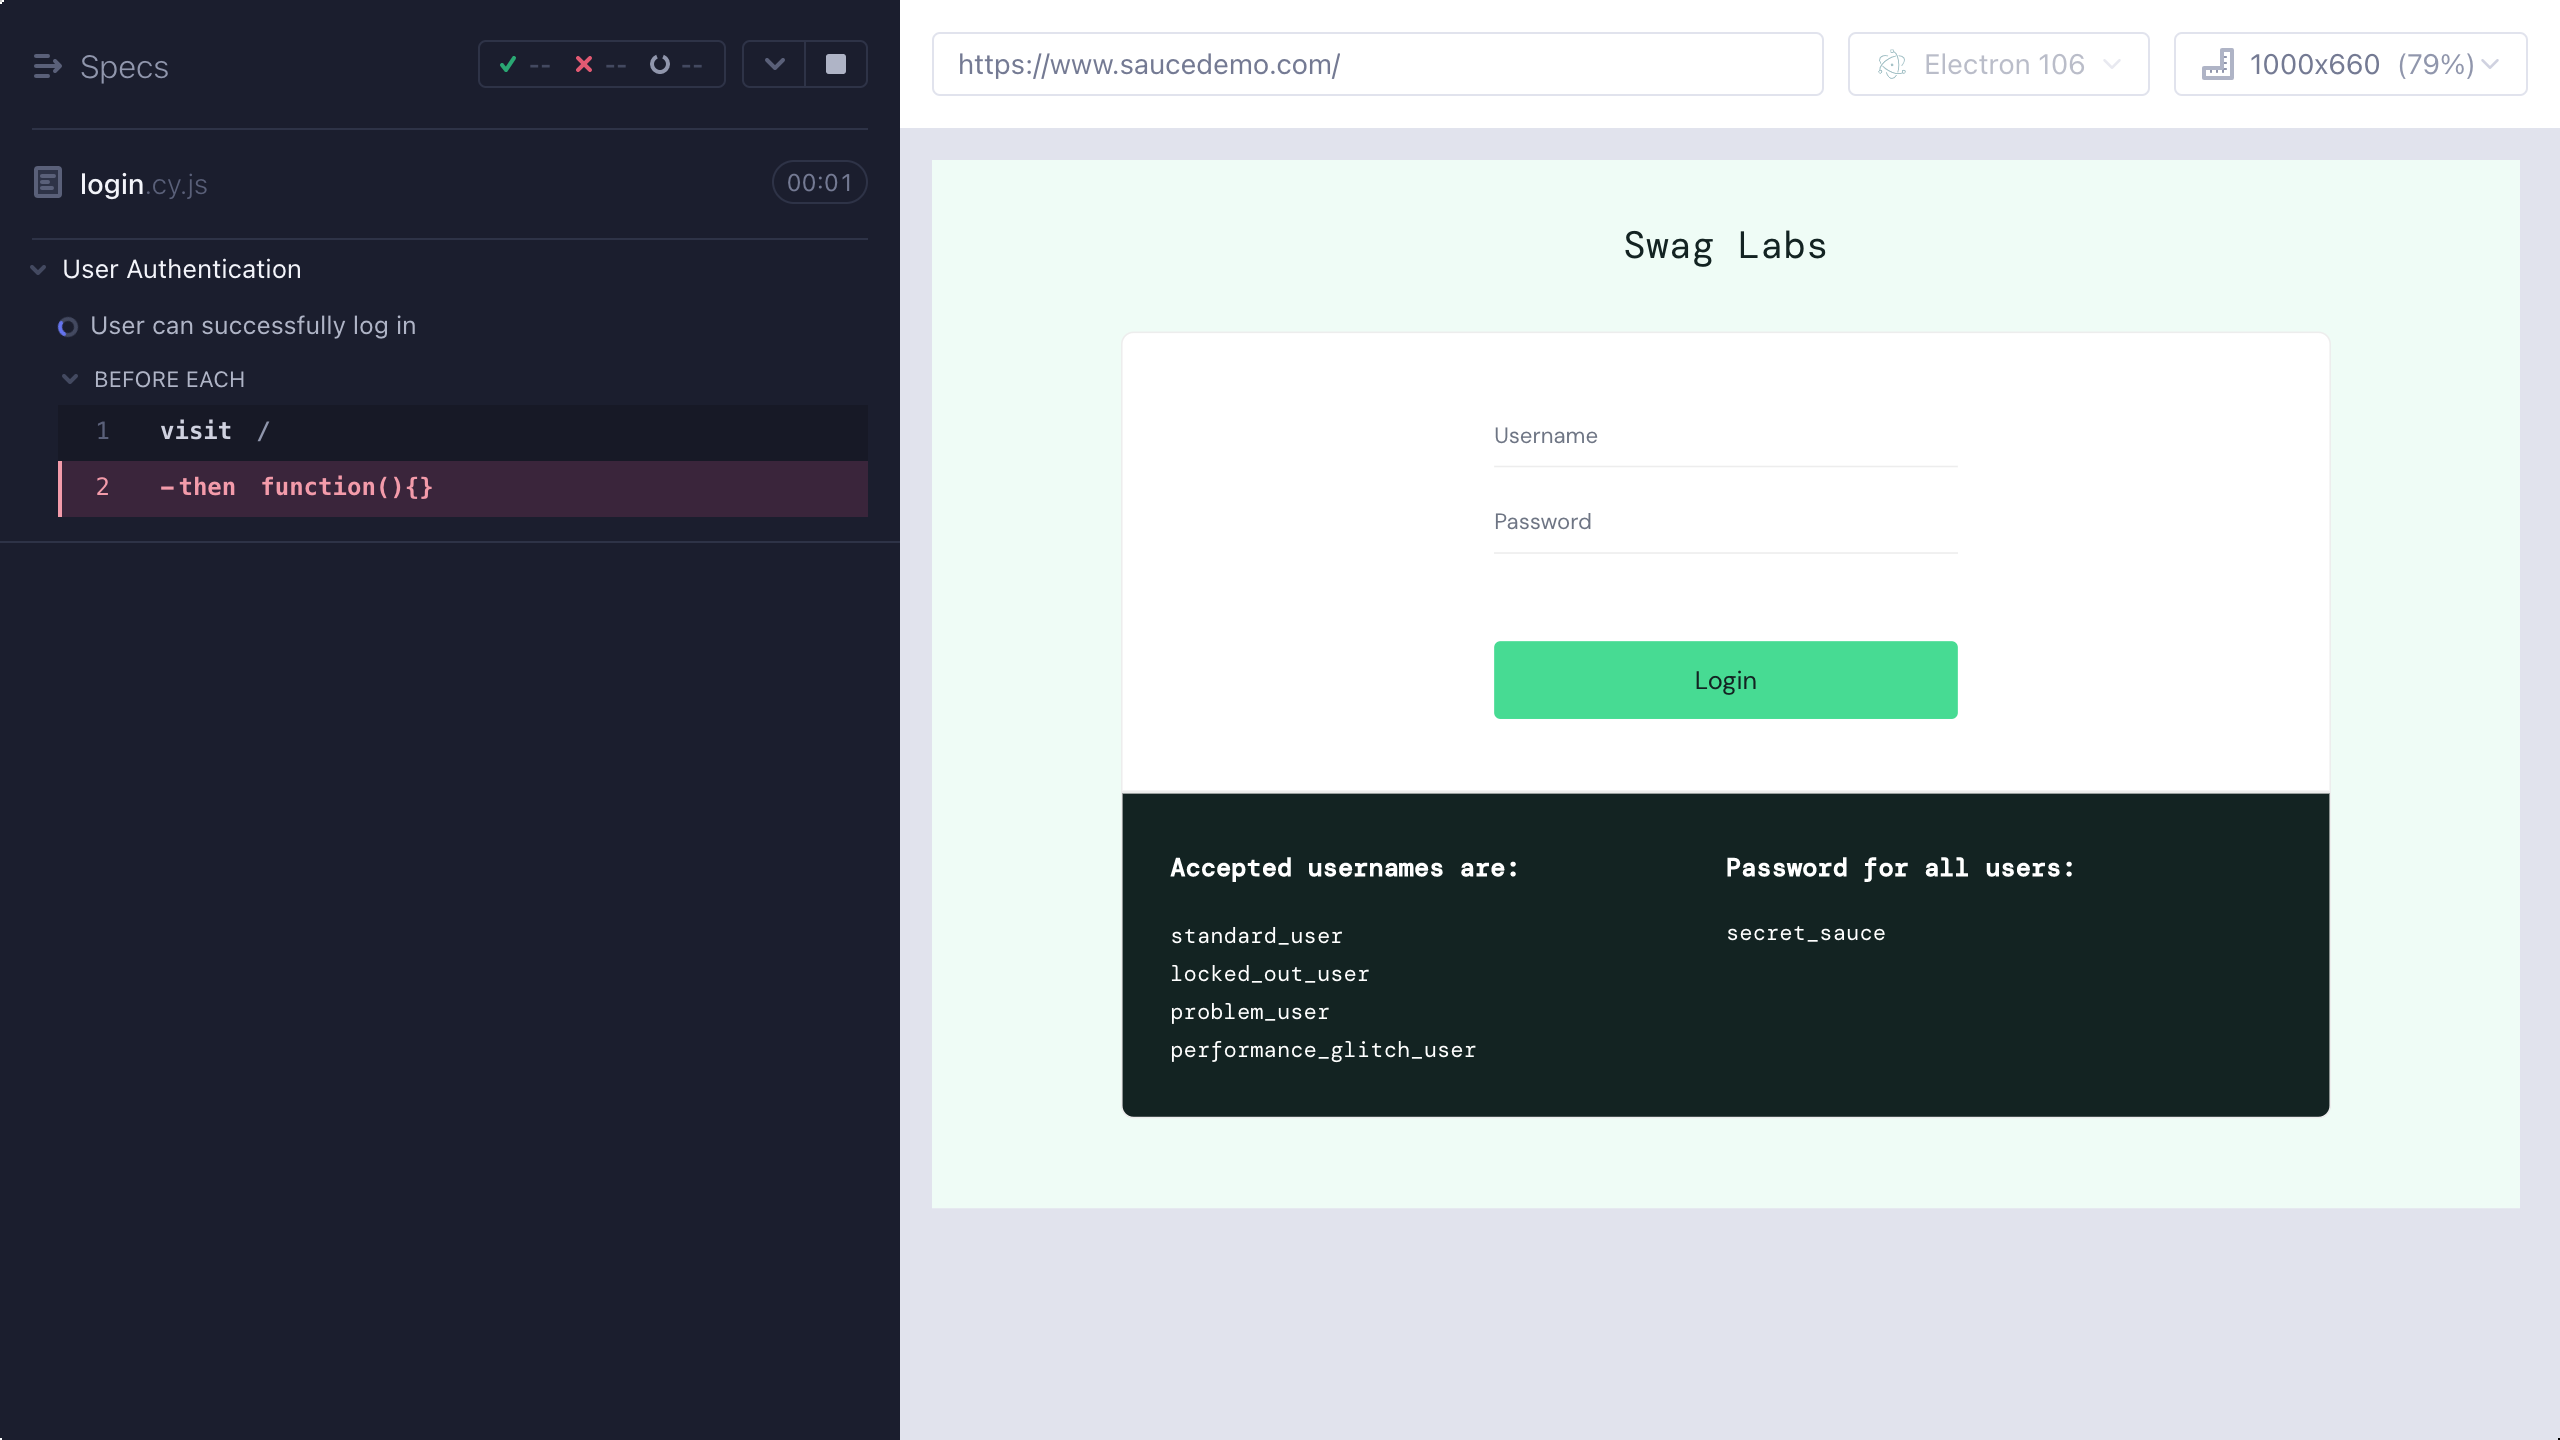 Specs
-- -- --
login.cy.js 00:01
User Authentication
User can successfully log in
BEFORE EACH
1 visit /
2 -then function(){}
https://www.saucedemo.com/
Electron 106
1000x660 (79%)
Swag Labs
Username
Password
Login
Accepted usernames are:
standard_user
locked_out_user
problem_user
performance_glitch_user
Password for all users:
secret_sauce